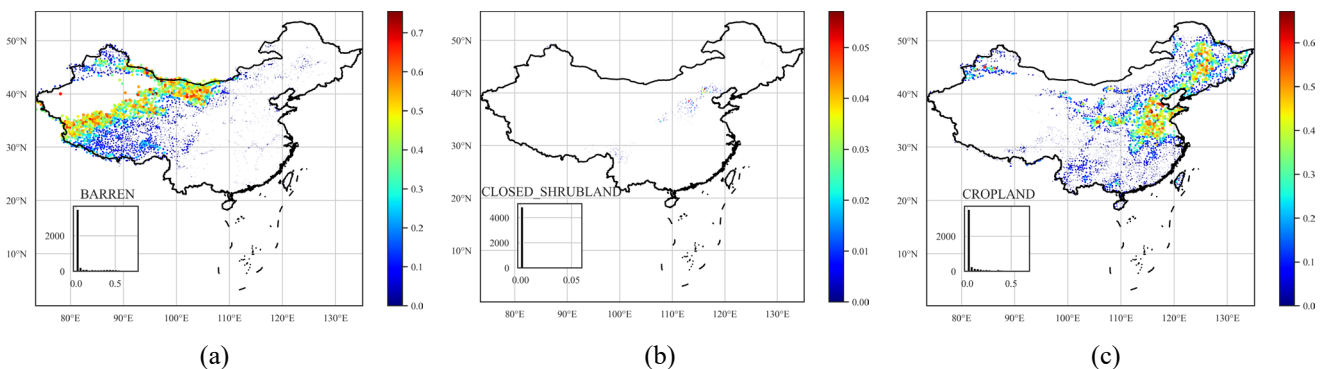 50°N
40°N
30°N
20°N
10°N
80°E
90°E
100°E
110°E
120°E
130°E
BARREN
2000
0
0.0
0.5
0.7
0.6
0.5
0.4
0.3
0.2
0.1
0.0
(a)
50°N
40°N
30°N
20°N
10°N
80°E
90°E
100°E
110°E
120°E
130°E
CLOSED_SHRUBLAND
4000
2000
0
0.00
0.05
0.05
0.04
0.03
0.02
0.01
0.00
(b)
50°N
40°N
30°N
20°N
10°N
80°E
90°E
100°E
110°E
120°E
130°E
CROPLAND
2000
0
0.0
0.5
0.6
0.5
0.4
0.3
0.2
0.1
0.0
(c)